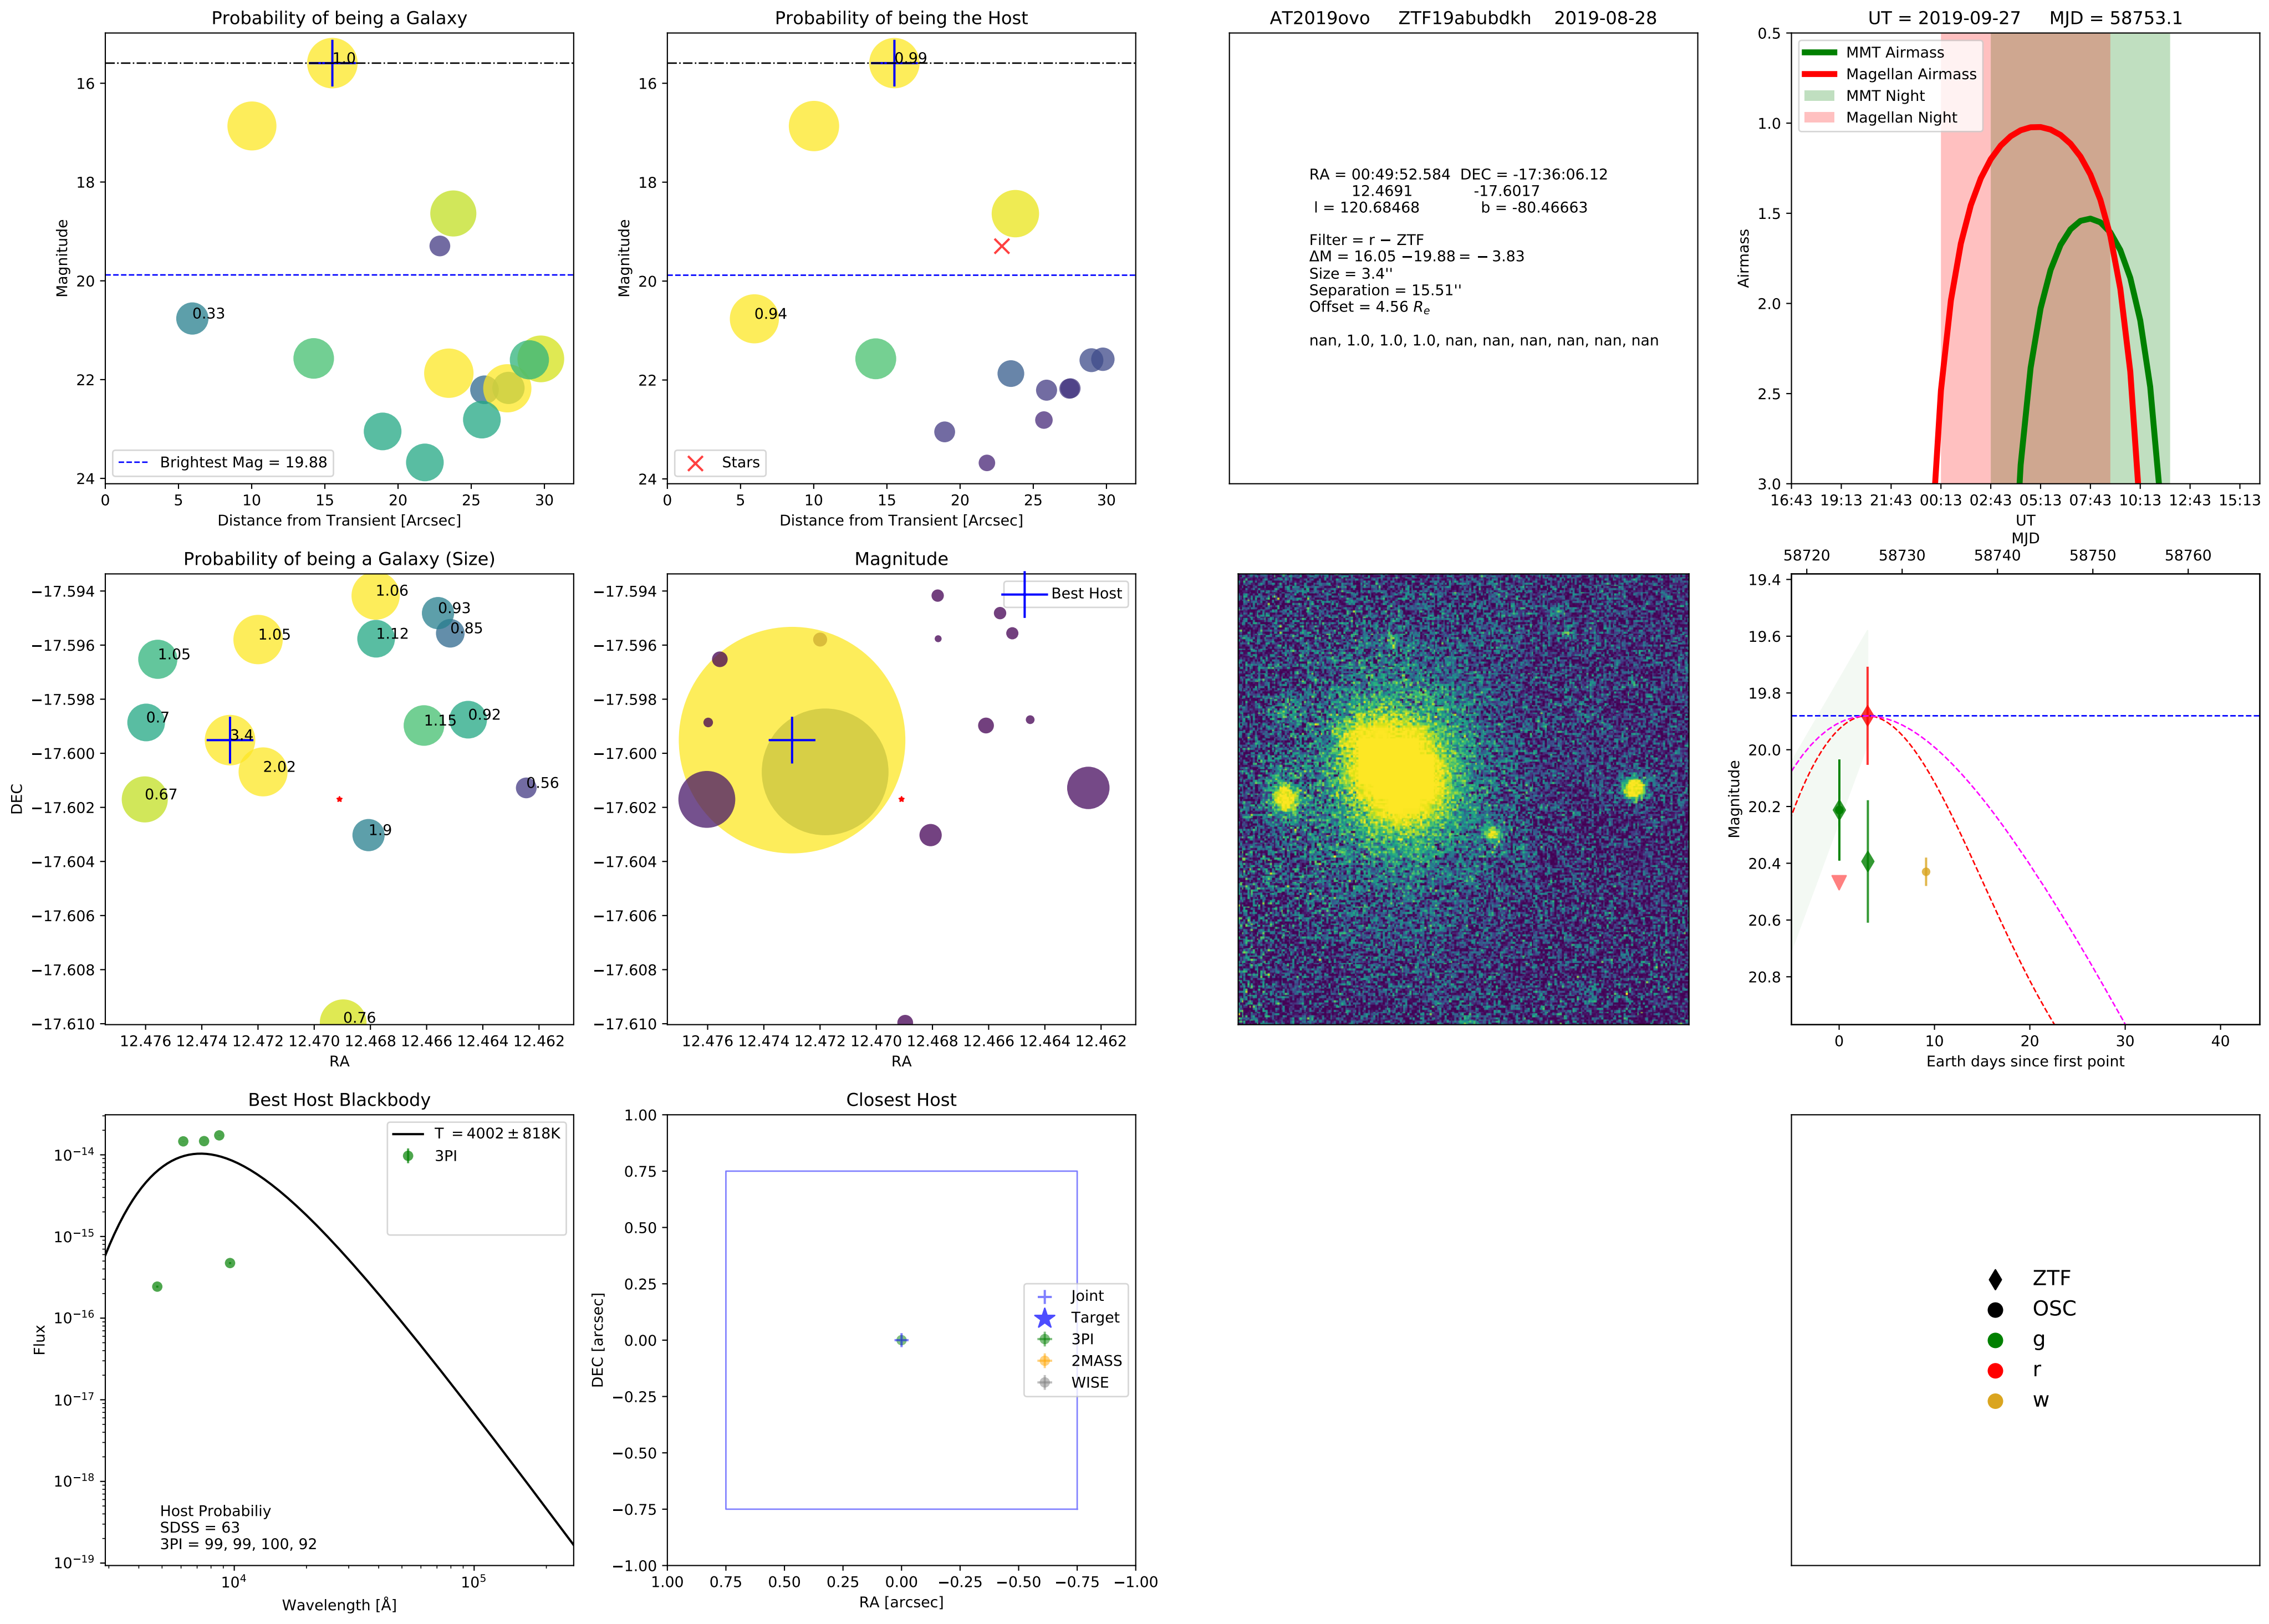 Probability of being a Galaxy
Magnitude
16
18
20
22
24
1.0
0.33
Brightest Mag = 19.88
0 5 10 15 20 25 30
Distance from Transient [Arcsec]
Probability of being the Host
Magnitude
16
18
20
22
24
0.99
0.94
Stars
0 5 10 15 20 25 30
Distance from Transient [Arcsec]
AT2019ovo ZTF19abubdkh 2019-08-28
RA = 00:49:52.584 DEC = -17:36:06.12
12.4691 -17.6017
l = 120.68468 b = -80.46663
Filter = r − ZTF
ΔM = 16.05 −19.88 = − 3.83
Size = 3.4''
Separation = 15.51''
Offset = 4.56 Re
nan, 1.0, 1.0, 1.0, nan, nan, nan, nan, nan, nan
UT = 2019-09-27 MJD = 58753.1
Airmass
0.5
1.0
1.5
2.0
2.5
3.0
MMT Airmass
Magellan Airmass
MMT Night
Magellan Night
16:43 19:13 21:43 00:13 02:43 05:13 07:43 10:13 12:43 15:13
UT
Probability of being a Galaxy (Size)
DEC
−17.594
−17.596
−17.598
−17.600
−17.602
−17.604
−17.606
−17.608
−17.610
1.06
0.93
0.85
1.05
1.12
1.05
0.7
1.15
0.92
3.4
2.02
0.67
0.56
1.9
0.76
12.476 12.474 12.472 12.470 12.468 12.466 12.464 12.462
RA
Magnitude
−17.594
−17.596
−17.598
−17.600
−17.602
−17.604
−17.606
−17.608
−17.610
Best Host
12.476 12.474 12.472 12.470 12.468 12.466 12.464 12.462
RA
MJD
58720 58730 58740 58750 58760
Magnitude
19.4
19.6
19.8
20.0
20.2
20.4
20.6
20.8
0 10 20 30 40
Earth days since first point
Best Host Blackbody
Flux
10−14
10−15
10−16
10−17
10−18
10−19
T = 4002 ± 818K
3PI
Host Probabiliy
SDSS = 63
3PI = 99, 99, 100, 92
104 105
Wavelength [Å]
Closest Host
DEC [arcsec]
1.00
0.75
0.50
0.25
0.00
−0.25
−0.50
−0.75
−1.00
Joint
Target
3PI
2MASS
WISE
1.00 0.75 0.50 0.25 0.00 −0.25 −0.50 −0.75 −1.00
RA [arcsec]
ZTF
OSC
g
r
w